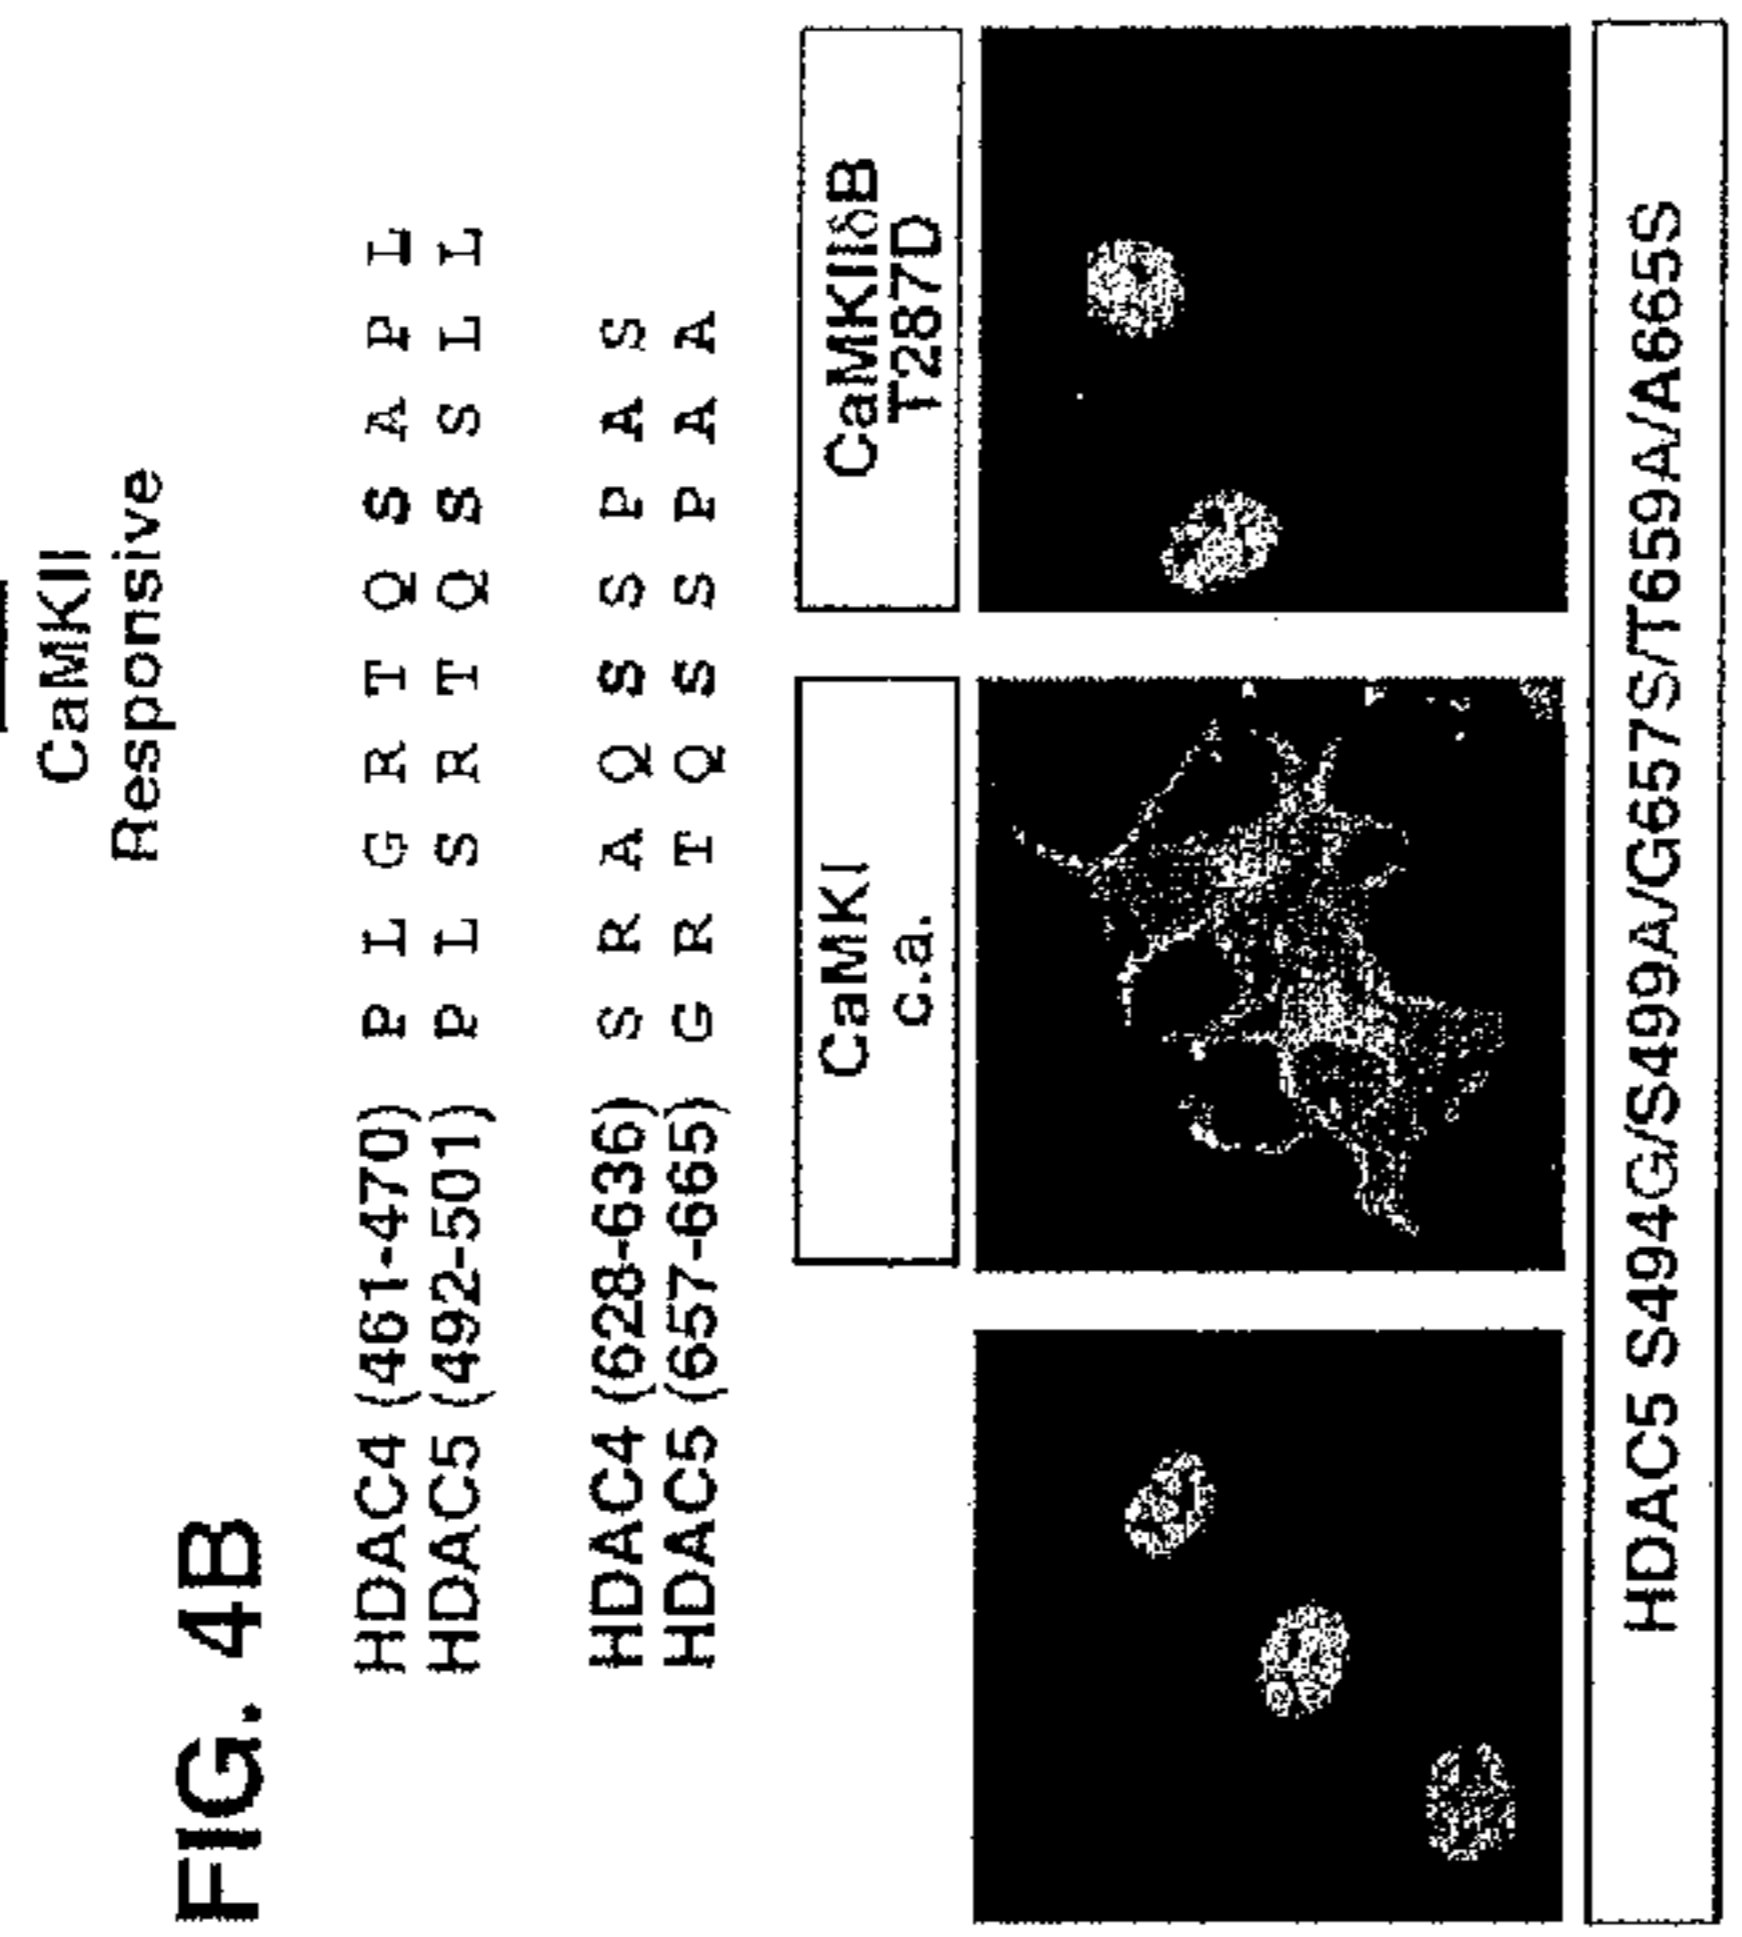 CaMKII
Responsive
FIG. 4B
HDAC4 (461-470) P L G R T Q S A P L
HDAC5 (492-501) P L S R T Q S S L L
HDAC4 (628-636) S R A Q S S P A S
HDAC5 (657-665) G R T Q S S P A A
CaMKI
c.a.
CaMKIIδB
T287D
HDAC5 S494G/S499A/G657S/T659A/A665S